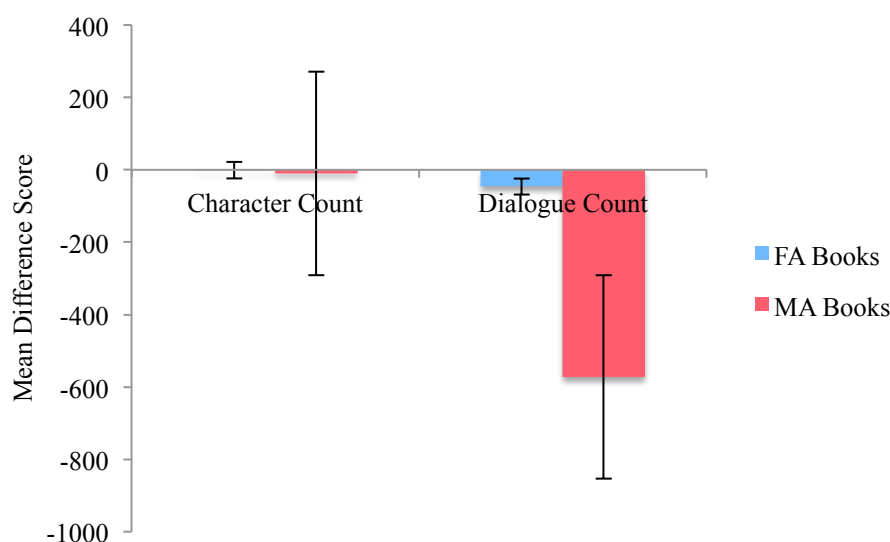 400
200
0
-200
-400
-600
-800
-1000
Mean Difference Score
Character Count
Dialogue Count
FA Books
MA Books